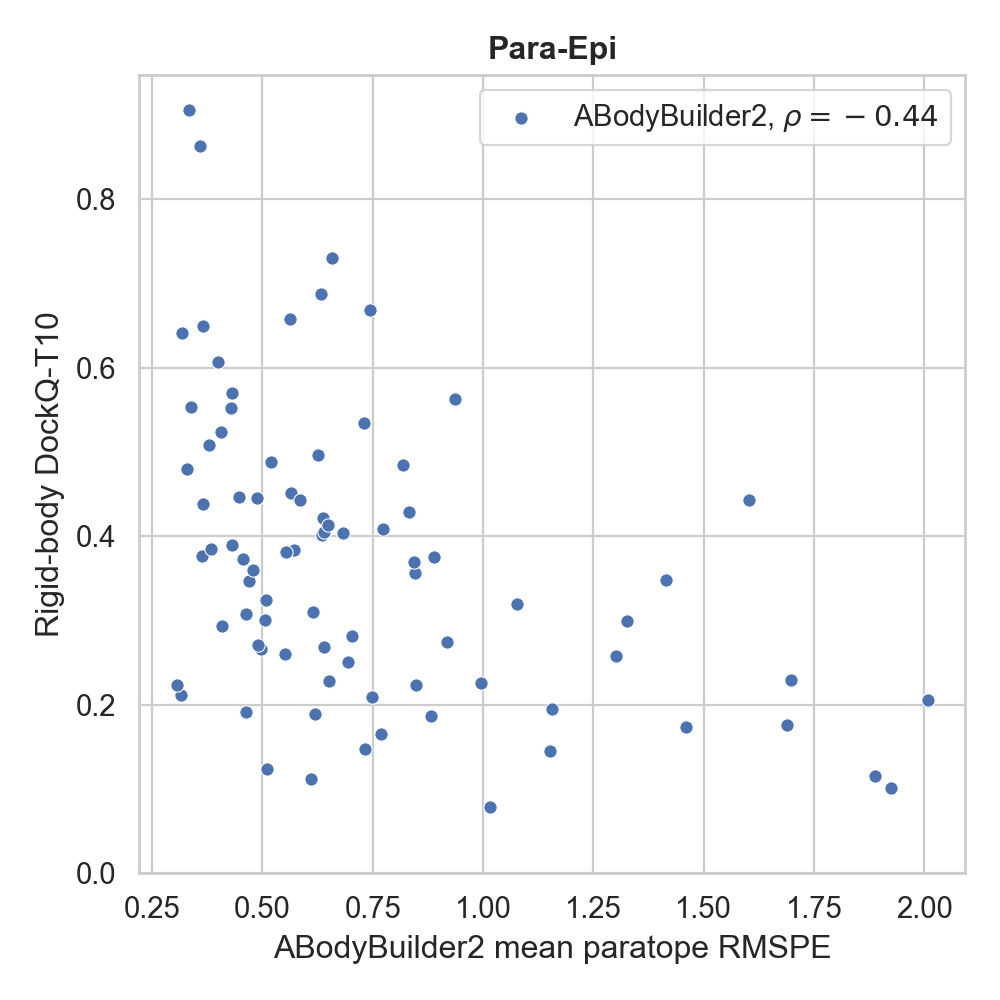 Para-Epi
ABodyBuilder2, ρ = − 0.44
Rigid-body DockQ-T10
0.8
0.6
0.4
0.2
0.0
0.25 0.50 0.75 1.00 1.25 1.50 1.75 2.00
ABodyBuilder2 mean paratope RMSPE